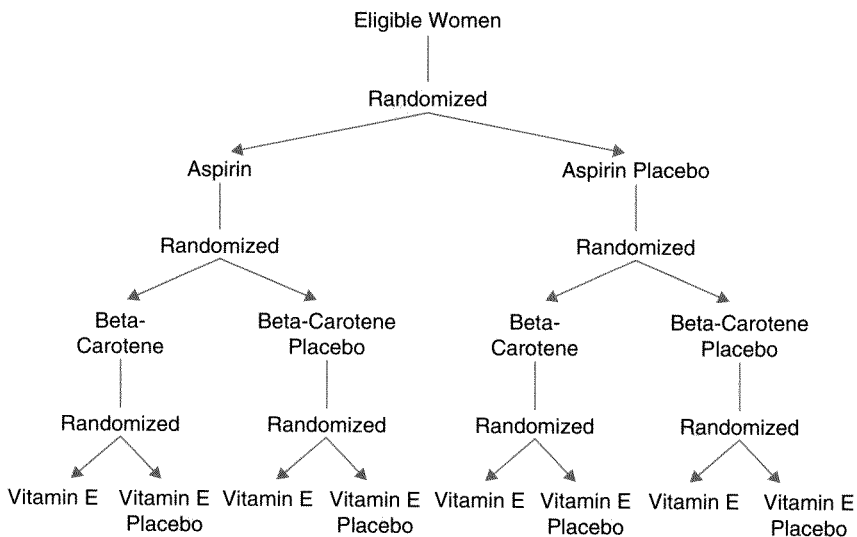 Eligible Women
Randomized
Aspirin
Aspirin Placebo
Randomized
Randomized
Beta-
Carotene
Beta-Carotene
Placebo
Beta-
Carotene
Beta-Carotene
Placebo
Randomized
Randomized
Randomized
Randomized
Vitamin E
Vitamin E
Placebo
Vitamin E
Vitamin E
Placebo
Vitamin E
Vitamin E
Placebo
Vitamin E
Vitamin E
Placebo